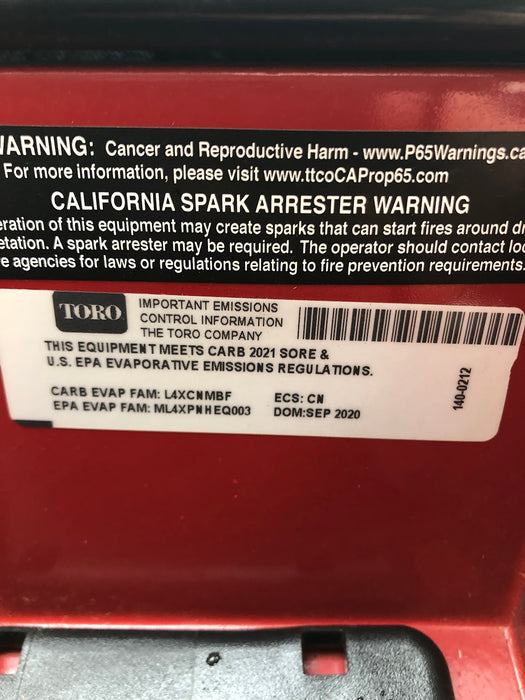 WARNING: Cancer and Reproductive Harm - www.P65Warnings.ca
For more information, please visit www.ttcoCAProp65.com
CALIFORNIA SPARK ARRESTER WARNING
eration of this equipment may create sparks that can start fires around dr
etation. A spark arrester may be required. The operator should contact loc
e agencies for laws or regulations relating to fire prevention requirements.
TORO
IMPORTANT EMISSIONS
CONTROL INFORMATION
THE TORO COMPANY
THIS EQUIPMENT MEETS CARB 2021 SORE &
U.S. EPA EVAPORATIVE EMISSIONS REGULATIONS.
CARB EVAP FAM: L4XCNMBF ECS: CN
EPA EVAP FAM: ML4XPNHEQ003 DOM:SEP 2020
140-0212